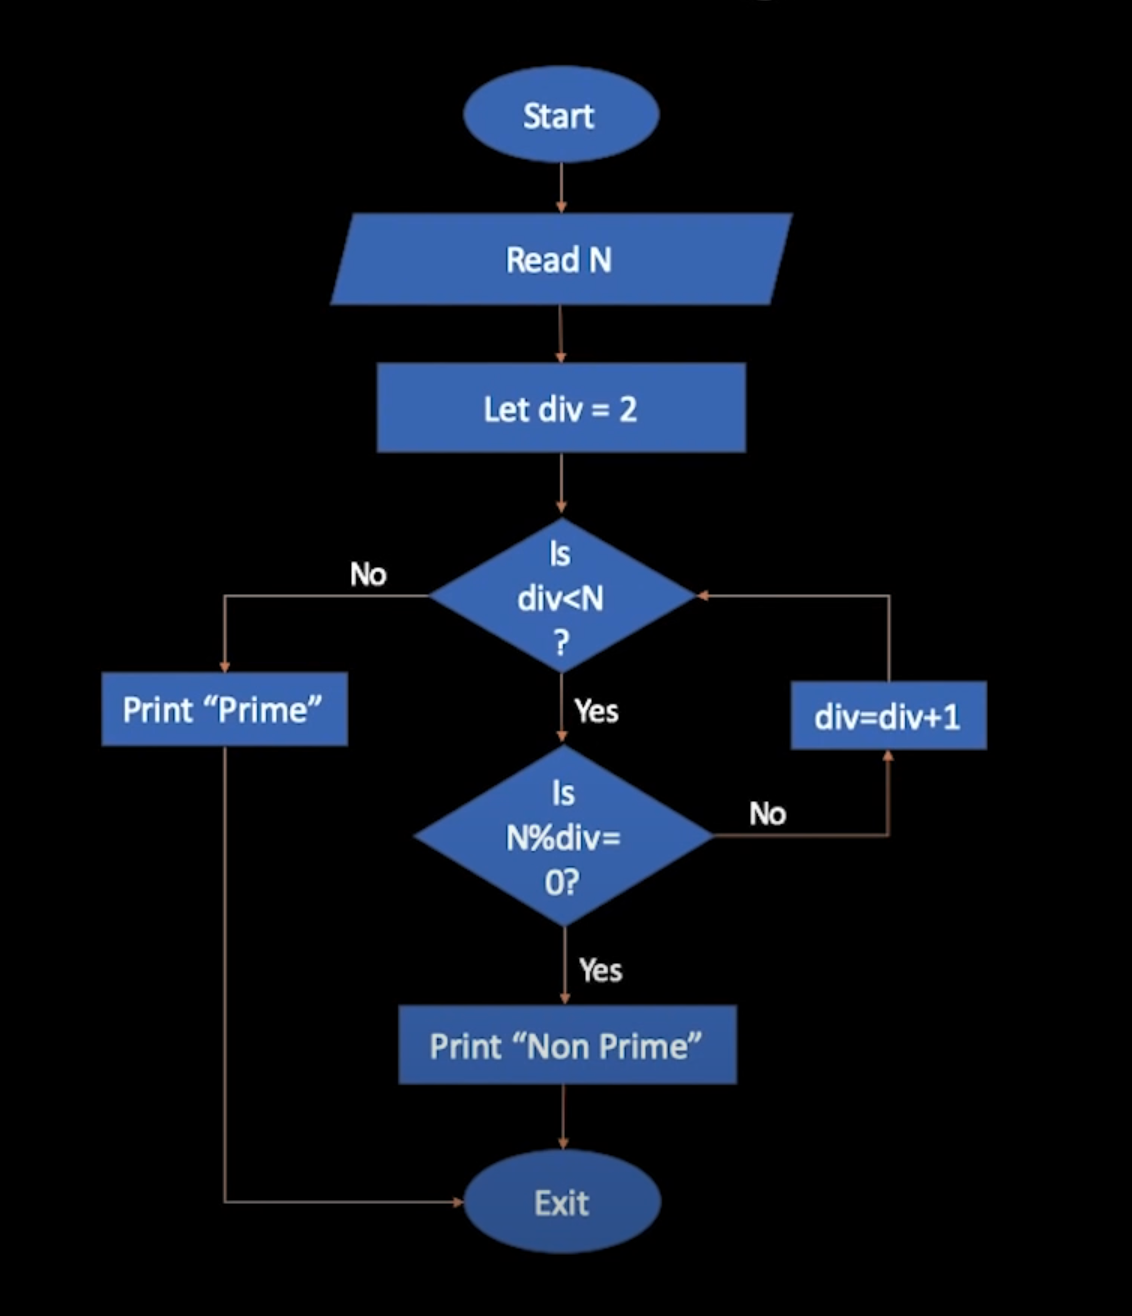 Start
Read N
Let div = 2
Is
div<N
?
No
Yes
Print “Prime”
div=div+1
Is
N%div=
0?
No
Yes
Print “Non Prime”
Exit